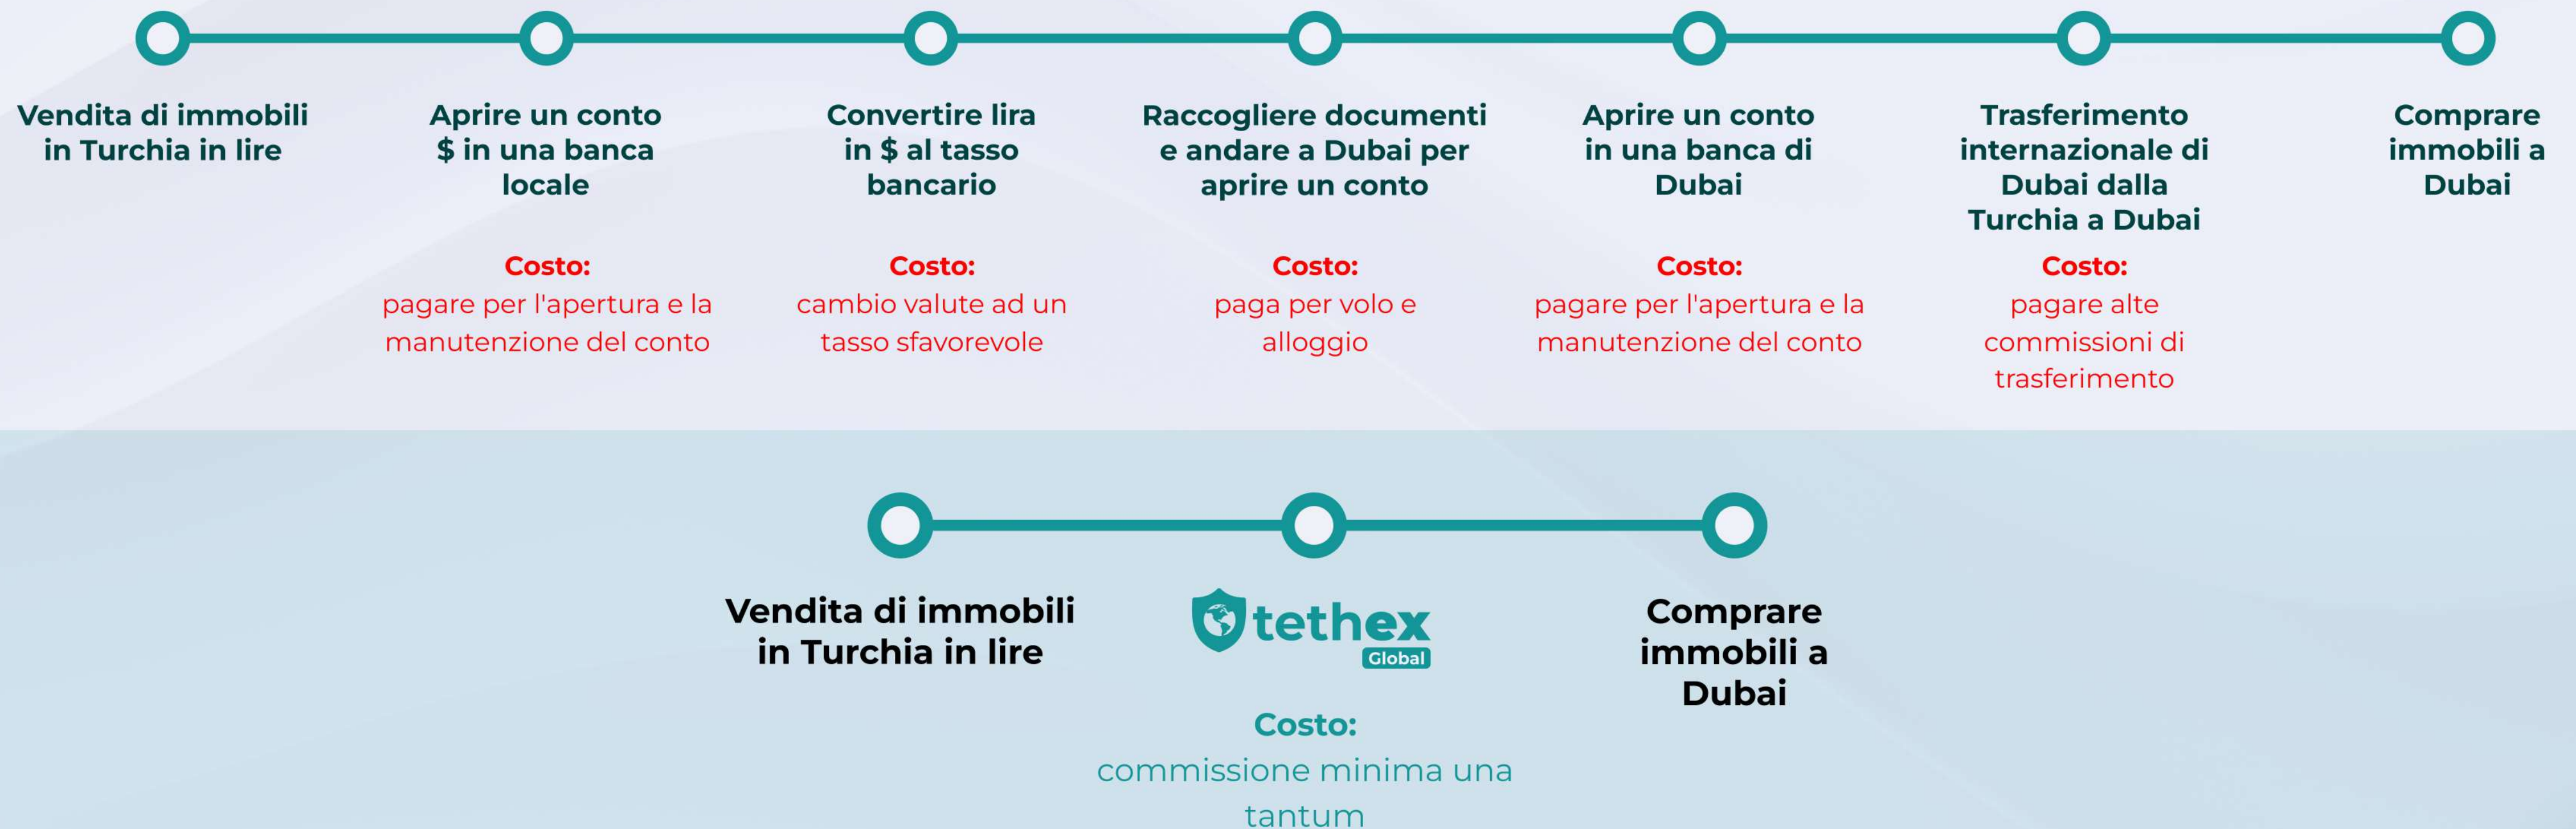 Vendita di immobili
in Turchia in lire
Aprire un conto
$ in una banca
locale
Costo:
pagare per l'apertura e la
manutenzione del conto
Convertire lira
in $ al tasso
bancario
Costo:
cambio valute ad un
tasso sfavorevole
Raccogliere documenti
e andare a Dubai per
aprire un conto
Costo:
paga per volo e
alloggio
Aprire un conto
in una banca di
Dubai
Costo:
pagare per l'apertura e la
manutenzione del conto
Trasferimento
internazionale di
Dubai dalla
Turchia a Dubai
Costo:
pagare alte
commissioni di
trasferimento
Comprare
immobili a
Dubai
Vendita di immobili
in Turchia in lire
tethex
Global
Costo:
commissione minima una
tantum
Comprare
immobili a
Dubai